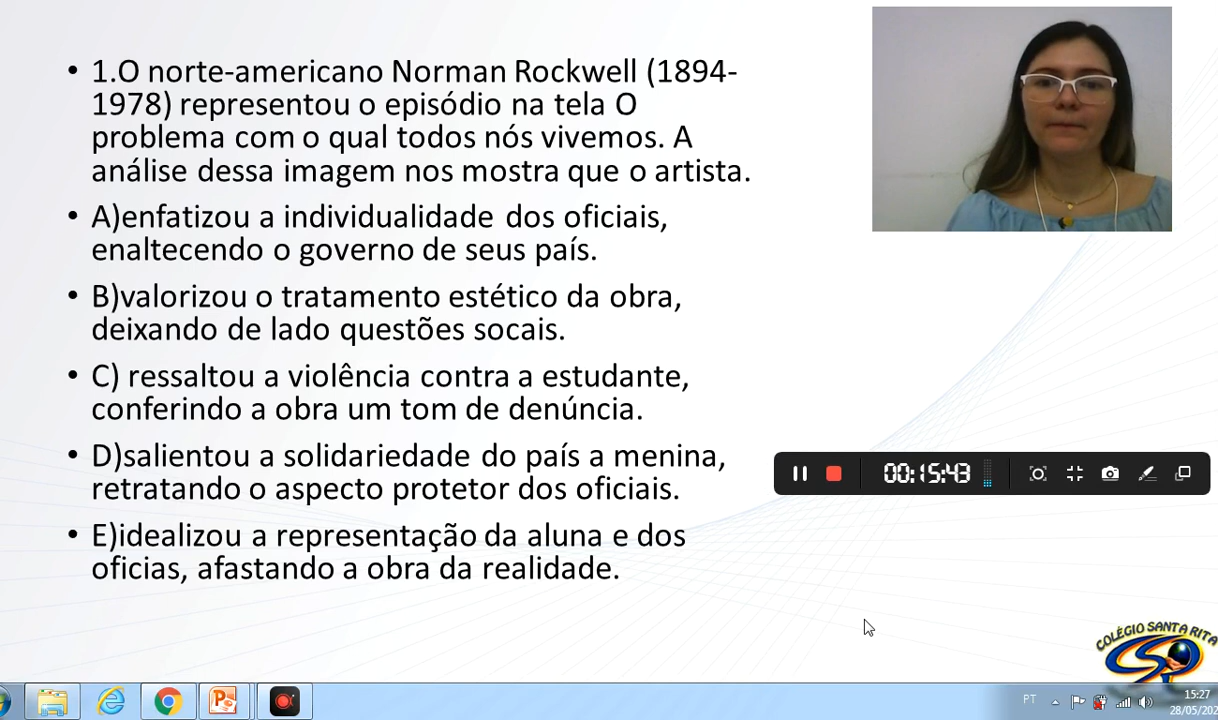 • 1.O norte-americano Norman Rockwell (1894-
1978) representou o episódio na tela O
problema com o qual todos nós vivemos. A
análise dessa imagem nos mostra que o artista.
• A)enfatizou a individualidade dos oficiais,
enaltecendo o governo de seus país.
• B)valorizou o tratamento estético da obra,
deixando de lado questões socais.
• C) ressaltou a violência contra a estudante,
conferindo a obra um tom de denúncia.
• D)salientou a solidariedade do país a menina,
retratando o aspecto protetor dos oficiais.
• E)idealizou a representação da aluna e dos
oficias, afastando a obra da realidade.
00:15:43
COLÉGIO SANTA RITA
CSR
PT
15:27
28/05/202